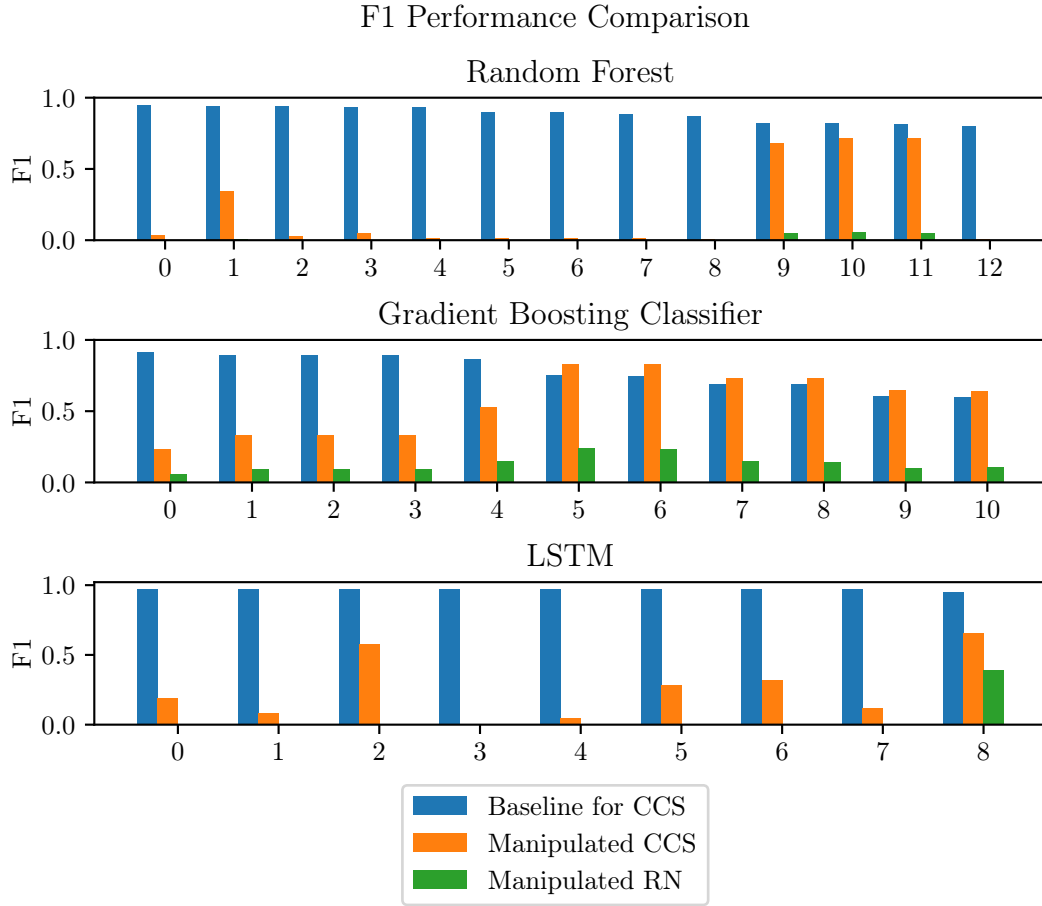 F1 Performance Comparison
Random Forest
1.0
0.5
0.0
F1
0 1 2 3 4 5 6 7 8 9 10 11 12
Gradient Boosting Classifier
1.0
0.5
0.0
F1
0 1 2 3 4 5 6 7 8 9 10
LSTM
1.0
0.5
0.0
F1
0 1 2 3 4 5 6 7 8
Baseline for CCS
Manipulated CCS
Manipulated RN